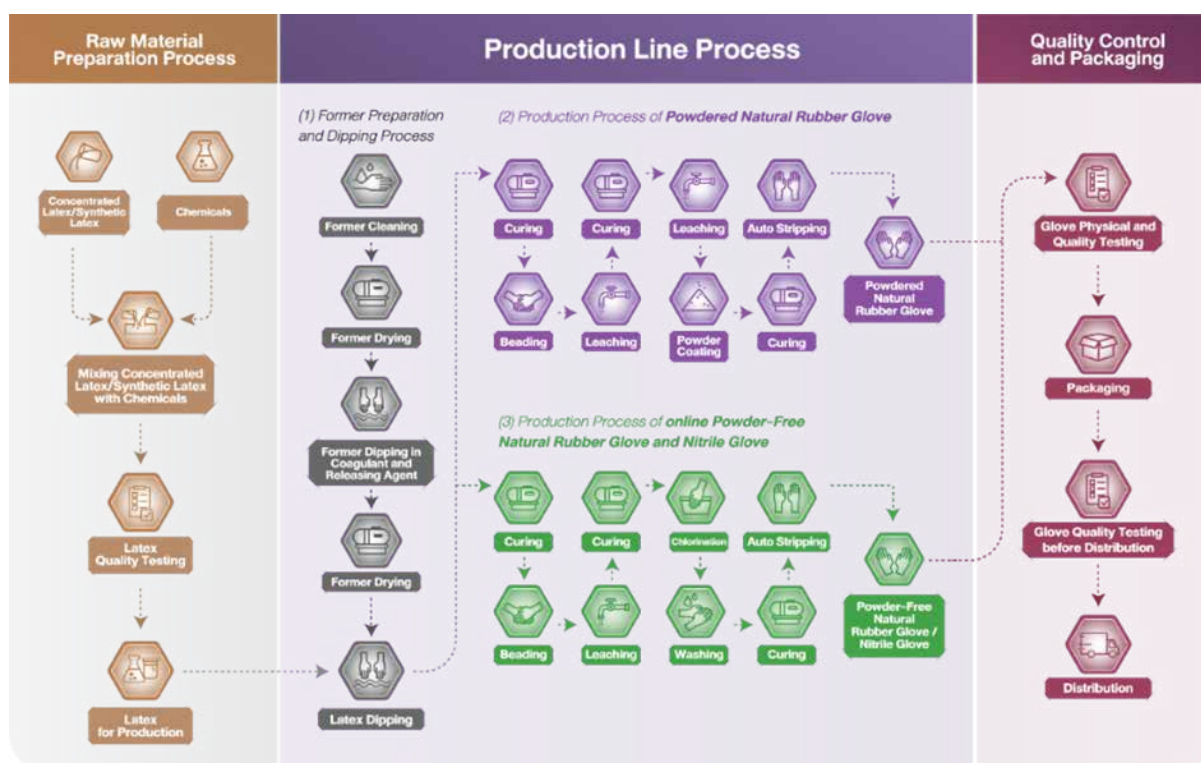 Raw Material
Preparation Process
Concentrated
Latex/Synthetic
Latex
Chemicals
Mixing Concentrated
Latex/Synthetic Latex
with Chemicals
Latex
Quality Testing
Latex
for Production
Production Line Process
(1) Former Preparation
and Dipping Process
Former Cleaning
Former Drying
Former Dipping in
Coagulant and
Releasing Agent
Former Drying
Latex Dipping
(2) Production Process of Powdered Natural Rubber Glove
Curing
Curing
Leaching
Auto Stripping
Beading
Leaching
Powder
Coating
Curing
Powdered
Natural
Rubber Glove
(3) Production Process of online Powder-Free
Natural Rubber Glove and Nitrile Glove
Curing
Curing
Chlorination
Auto Stripping
Beading
Leaching
Washing
Curing
Powder-Free
Natural
Rubber Glove /
Nitrile Glove
Quality Control
and Packaging
Glove Physical and
Quality Testing
Packaging
Glove Quality Testing
before Distribution
Distribution